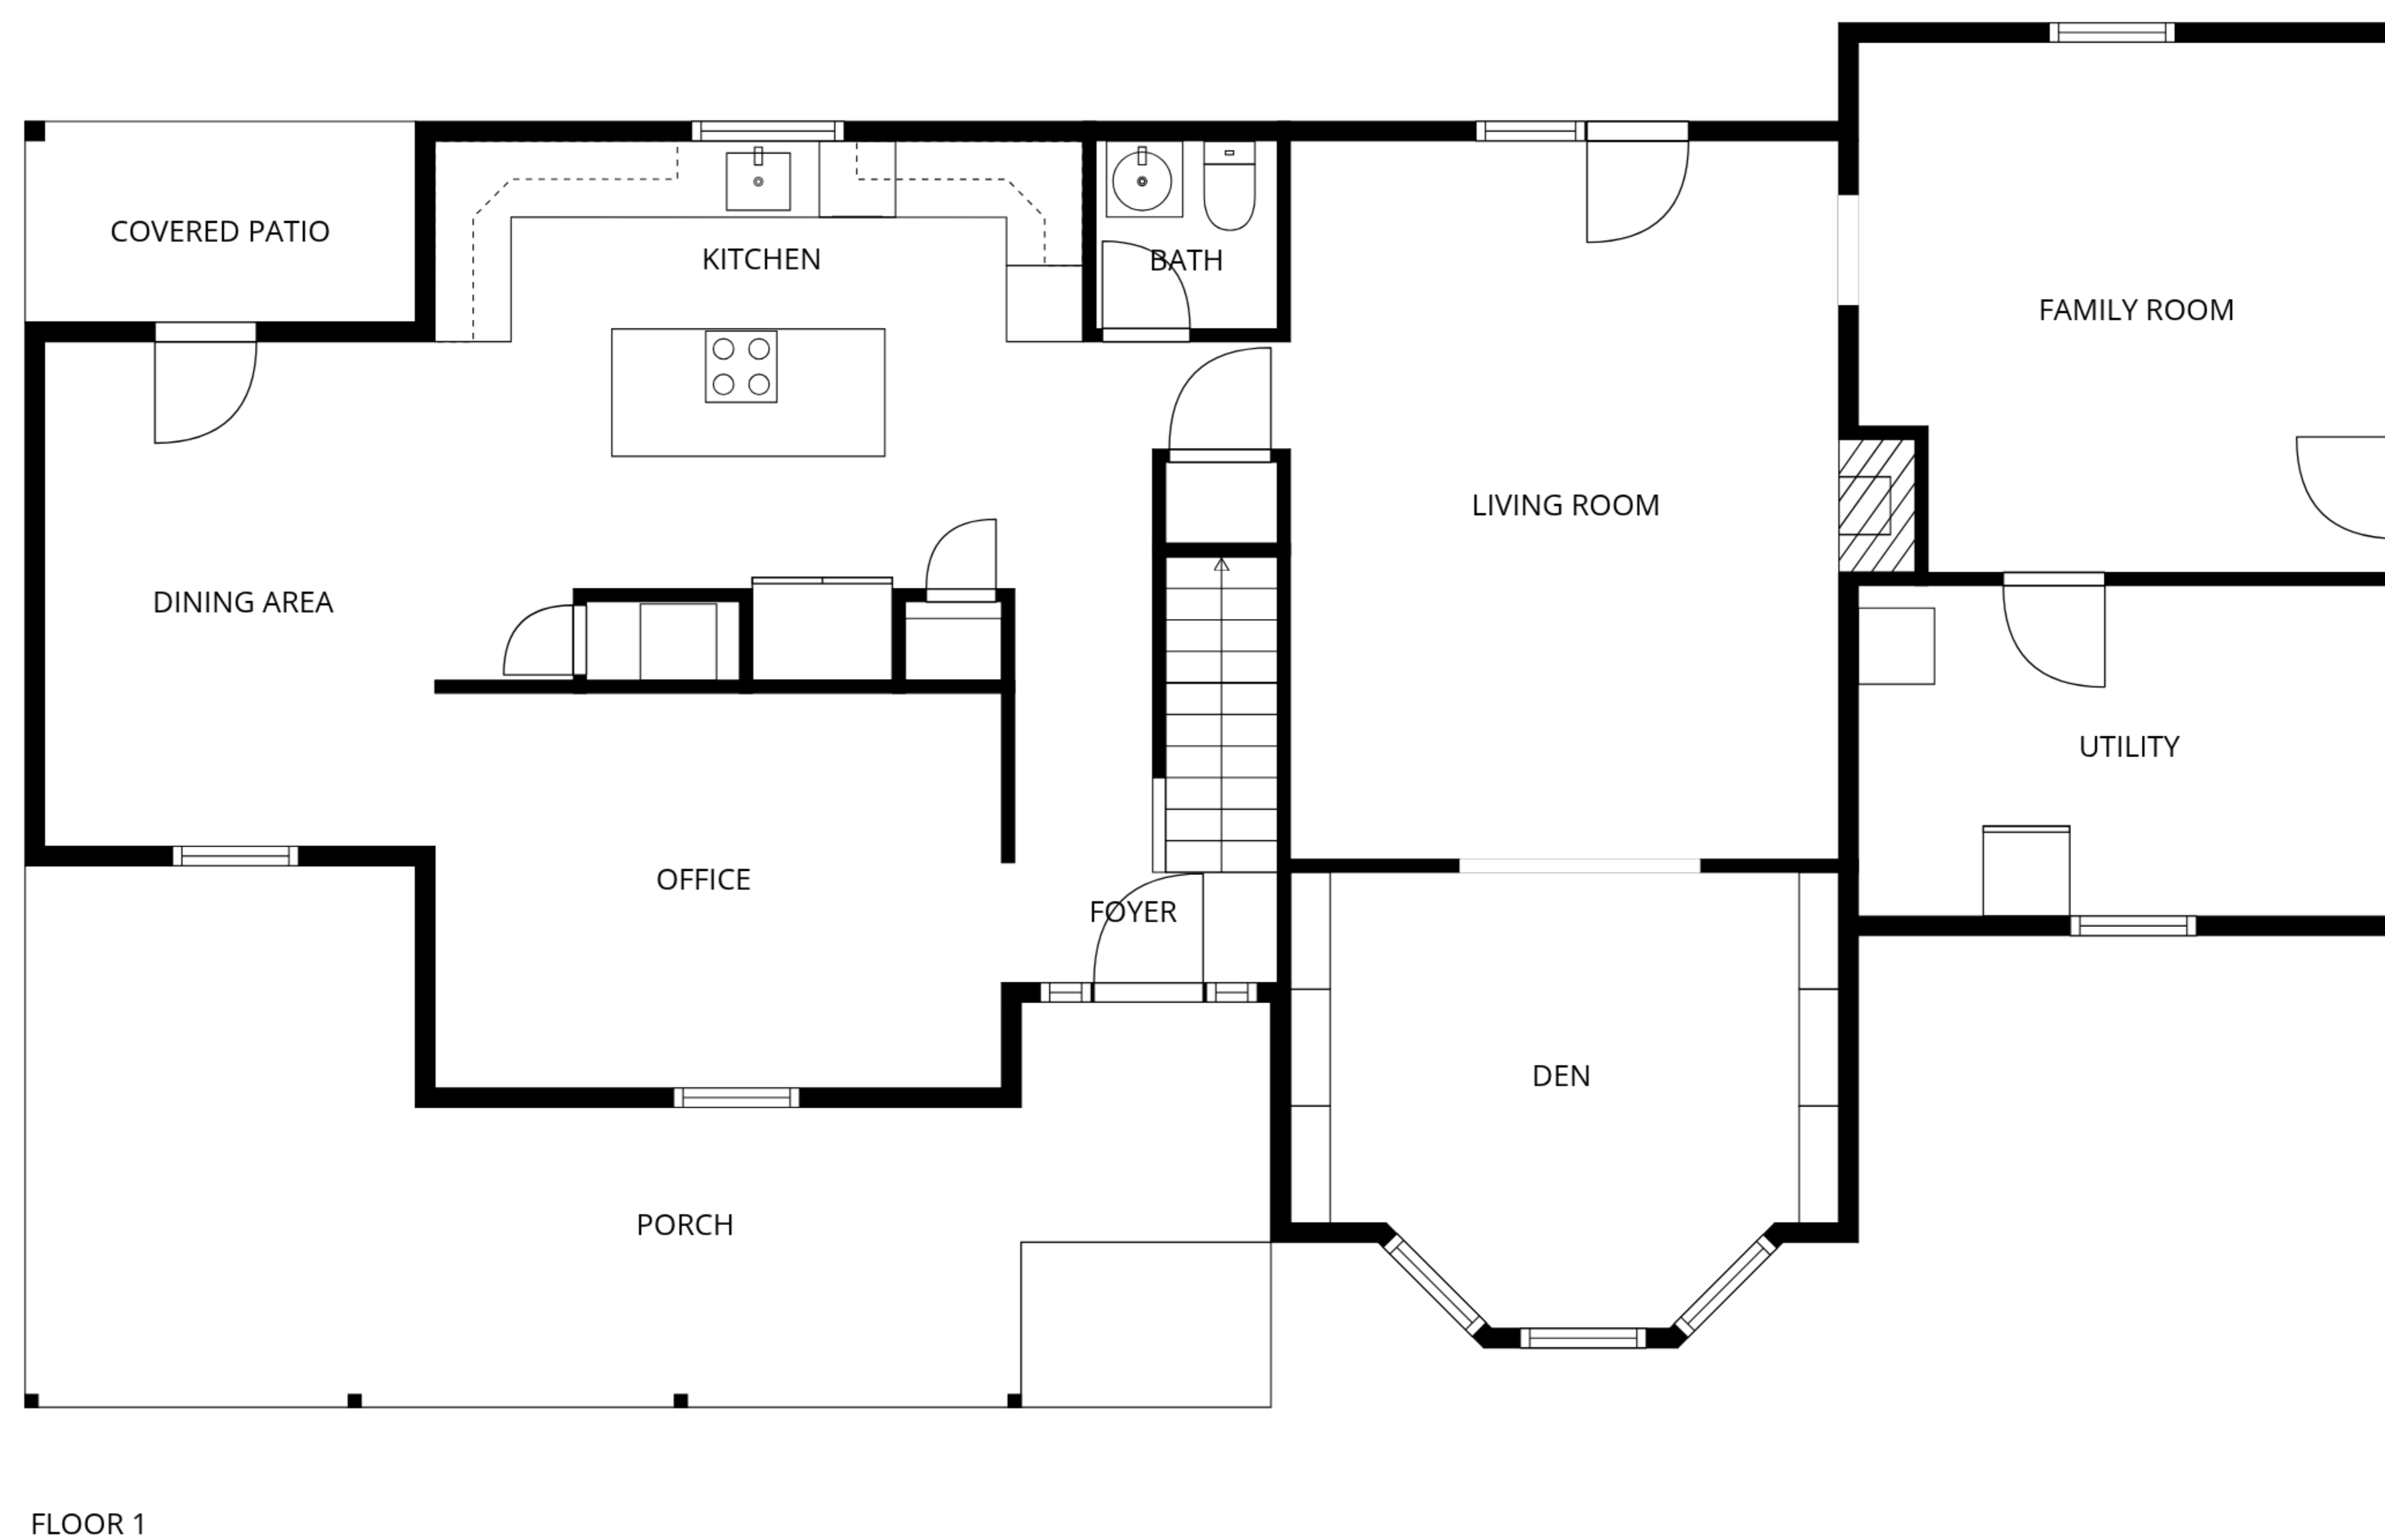 COVERED PATIO
KITCHEN
BATH
FAMILY ROOM
LIVING ROOM
DINING AREA
UTILITY
OFFICE
FOYER
DEN
PORCH
FLOOR 1